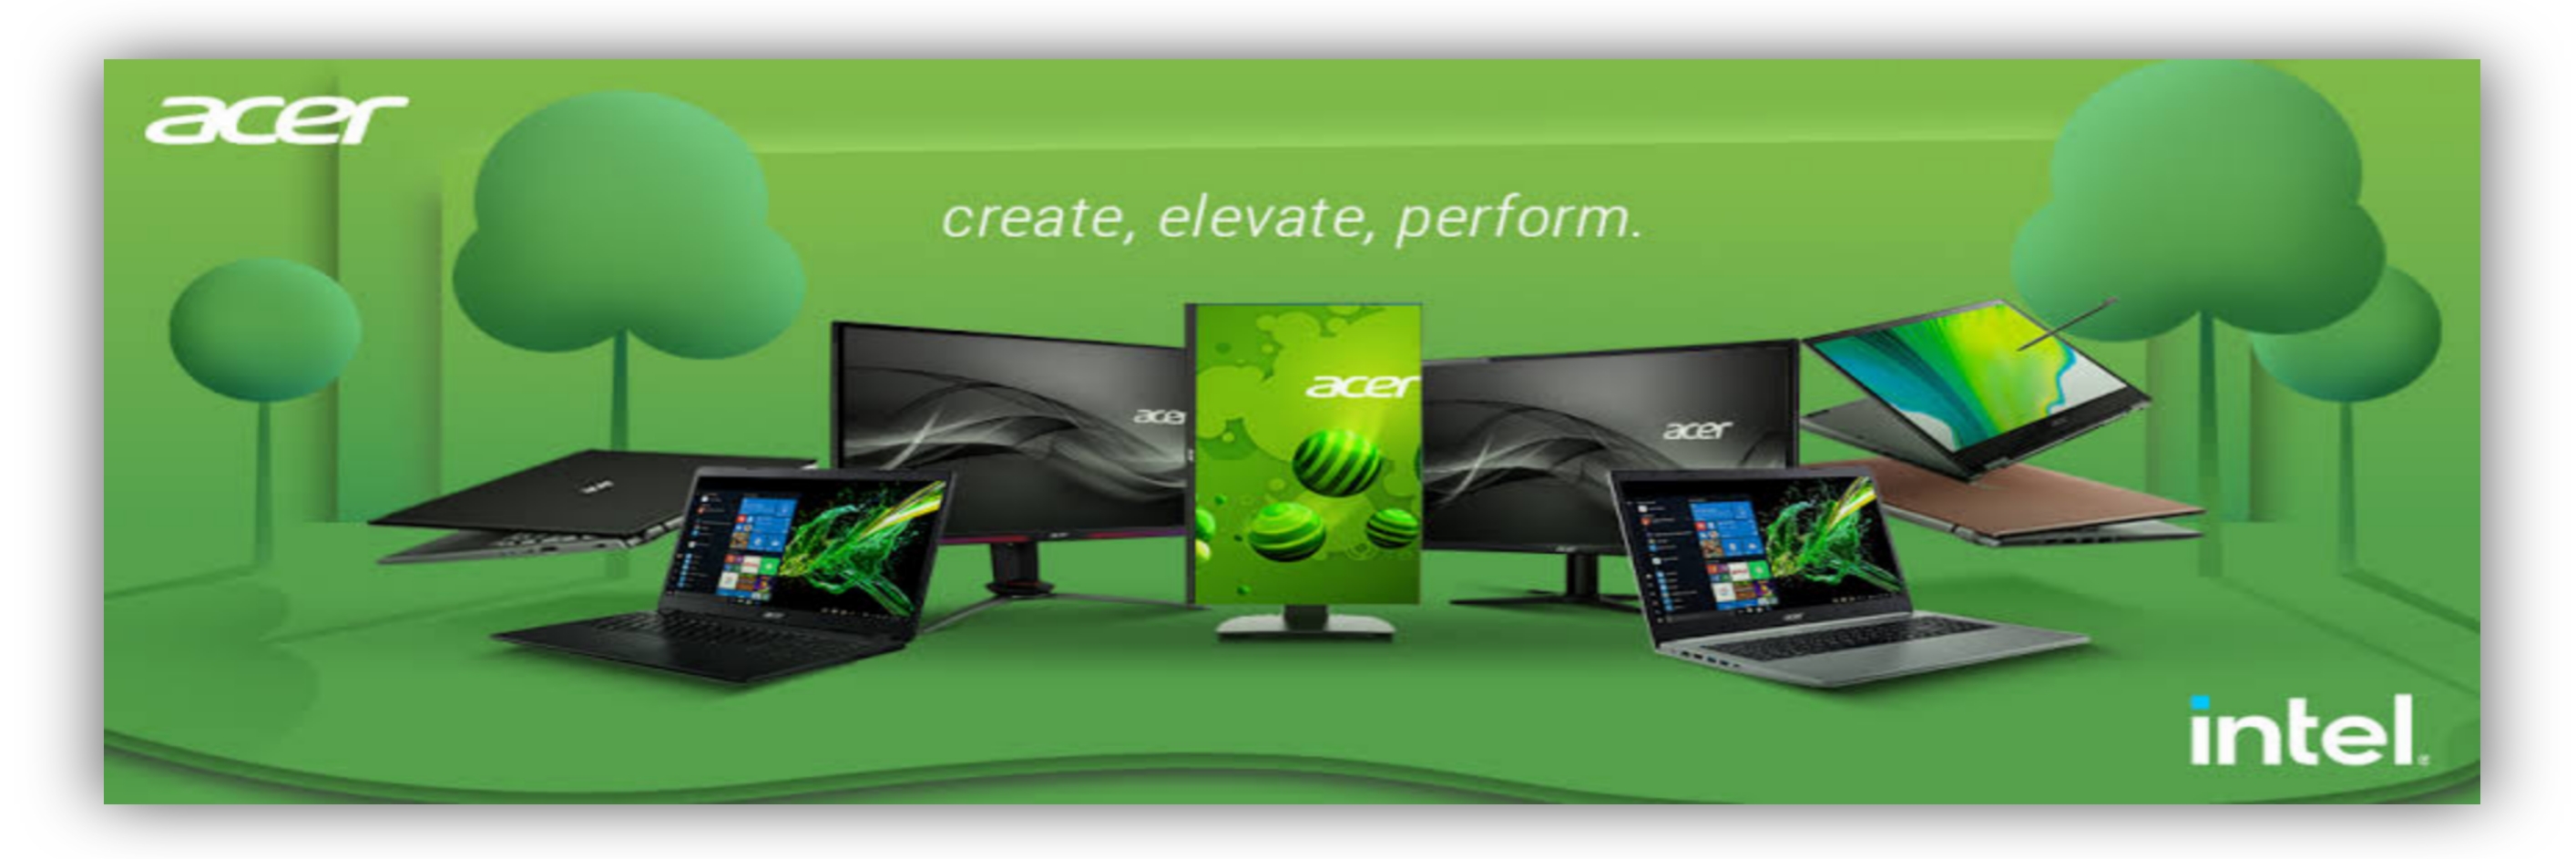 acer
create, elevate, perform.
acer
acer
acer
intel